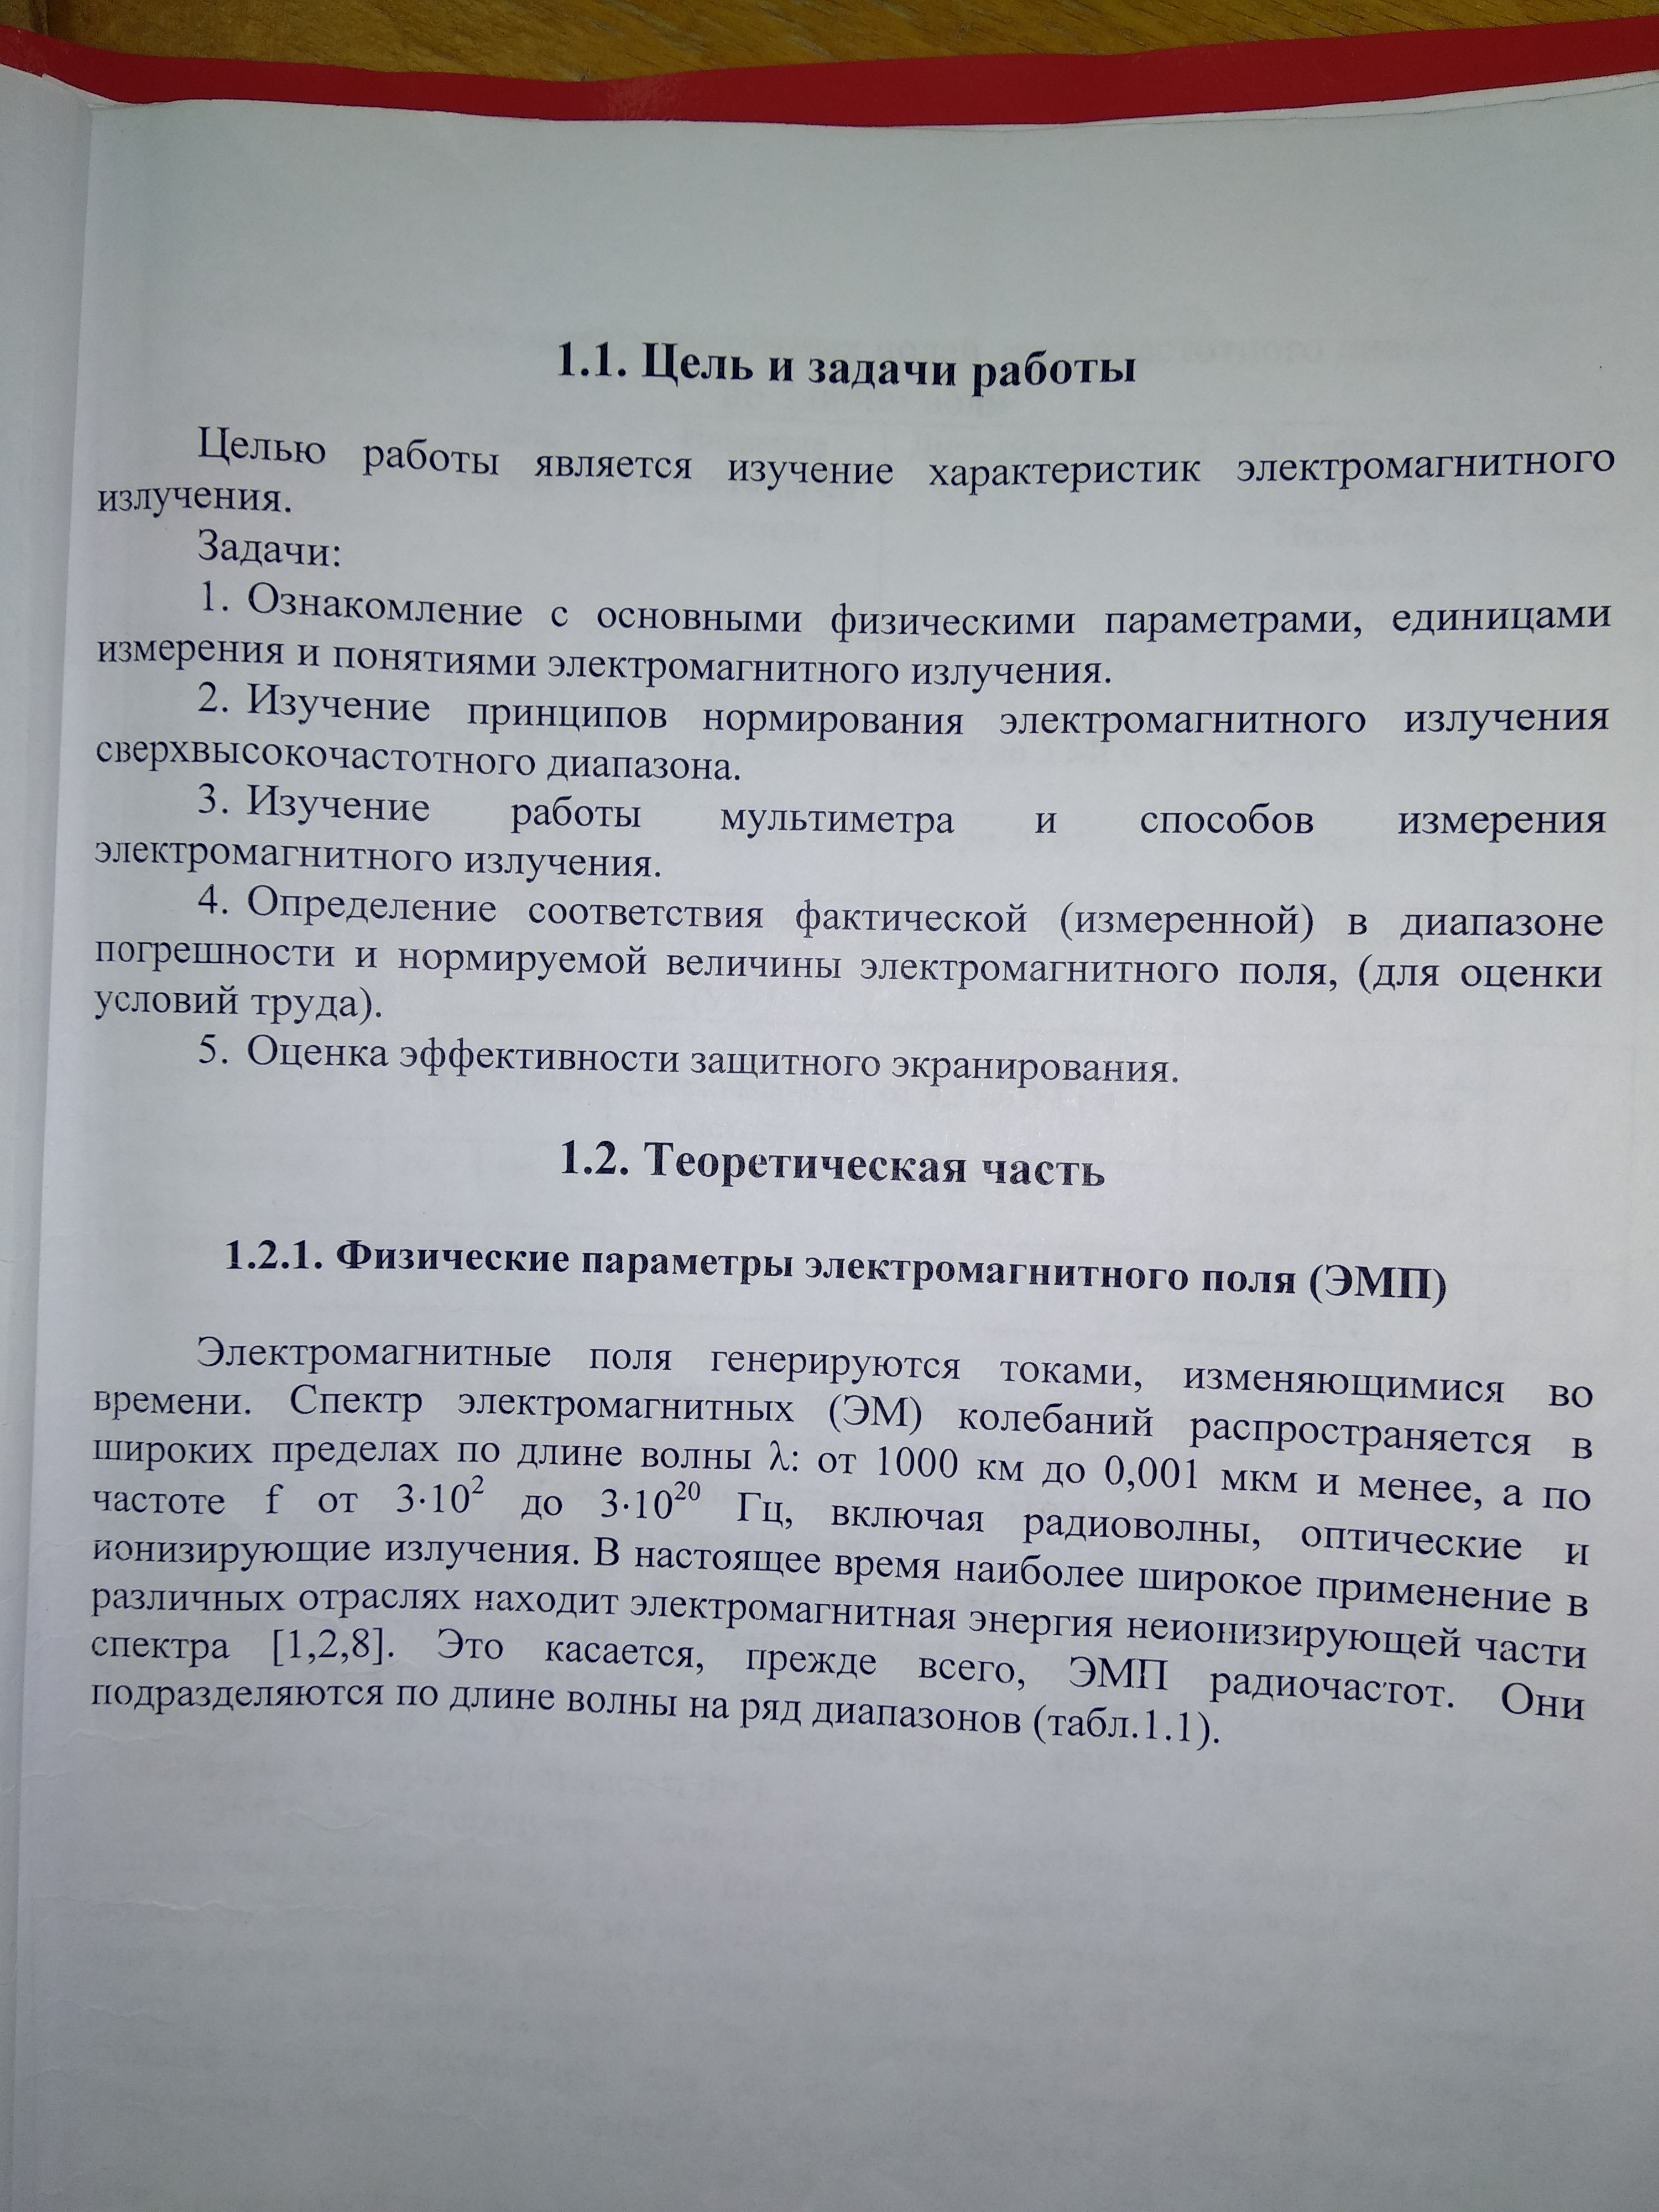 1.1. Цель и задачи работы
Целью работы является изучение характеристик электромагнитного
излучения.
Задачи:
1. Ознакомление с основными физическими параметрами, единицами
измерения и понятиями электромагнитного излучения.
2. Изучение принципов нормирования электромагнитного излучения
сверхвысокочастотного диапазона.
3. Изучение работы мультиметра и способов измерения
электромагнитного излучения.
4. Определение соответствия фактической (измеренной) в диапазоне
погрешности и нормируемой величины электромагнитного поля, (для оценки
условий труда).
5. Оценка эффективности защитного экранирования.
1.2. Теоретическая часть
1.2.1. Физические параметры электромагнитного поля (ЭМП)
Электромагнитные поля генерируются токами, изменяющимися во
времени. Спектр электромагнитных (ЭМ) колебаний распространяется в
широких пределах по длине волны λ: от 1000 км до 0,001 мкм и менее, а по
частоте f от 3·10² до 3·10²⁰ Гц, включая радиоволны, оптические и
ионизирующие излучения. В настоящее время наиболее широкое применение в
различных отраслях находит электромагнитная энергия неионизирующей части
спектра [1,2,8]. Это касается, прежде всего, ЭМП радиочастот. Они
подразделяются по длине волны на ряд диапазонов (табл.1.1).